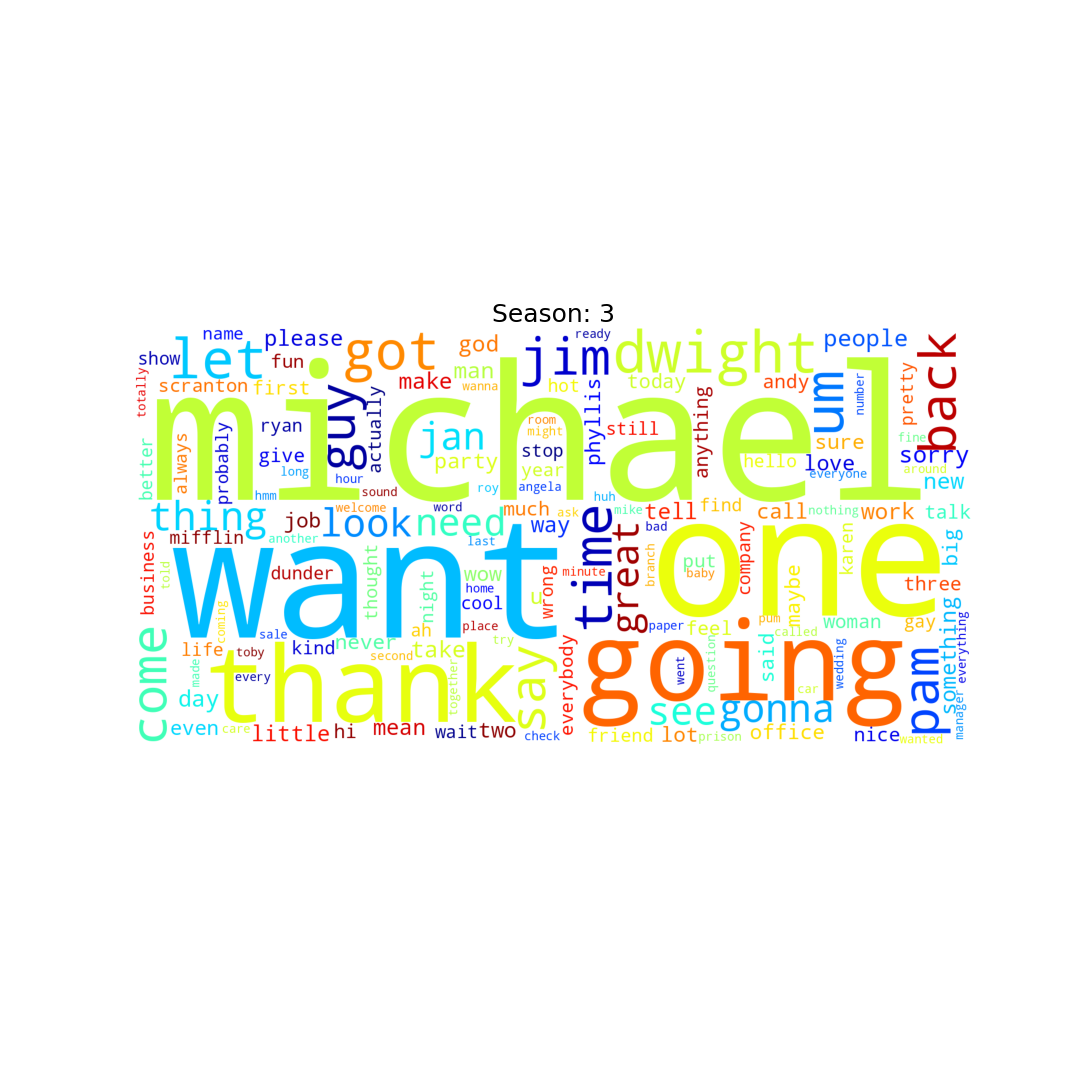 Season: 3
name please got god jim ready dwight people back
show let fun man wanna hot today andy pretty
totally scranton first make um number
michael
guy actually phyllis anything
better always probably ryan give long jan party room might stop year still hello sure love everyone sorry fine around new
hmm hour sound roy angela huh
thing welcome job look need much word ask way mike tell find call nothing work talk
mifflin another last time great bad one big
business told dunder want thought night wow home cool wrong minute branch put baby company maybe karen three something everything
coming sale kind never ah place u paper feel pum called woman gay
come life toby every second take try together say everybody going went question said car wedding pam manager
made day thank
even care little hi mean wait two check friend see lot gonna prison office nice wanted